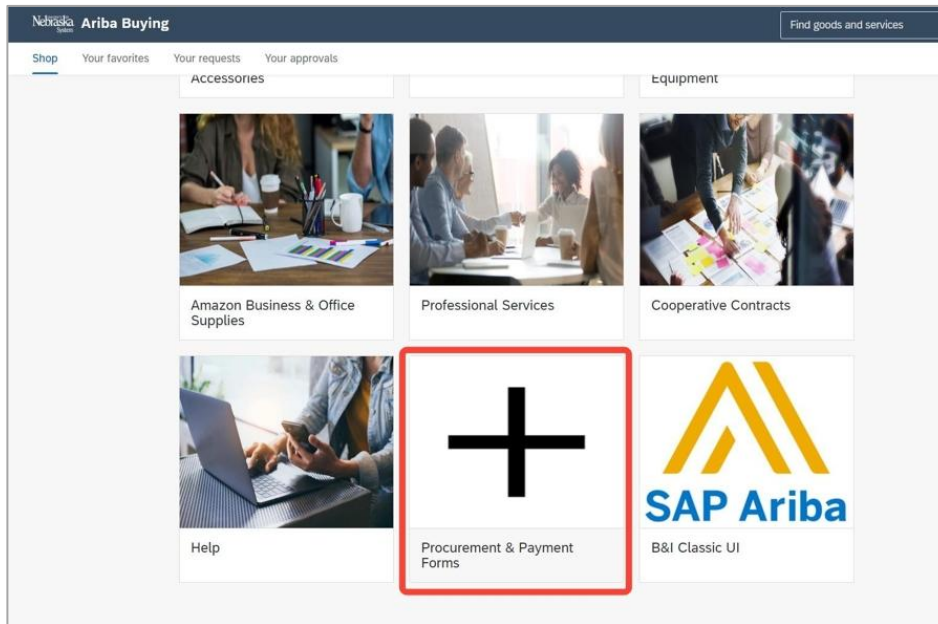 Nebraska
System
Ariba Buying
Find goods and services
Shop
Your favorites
Your requests
Your approvals
Accessories
Equipment
Amazon Business & Office
Supplies
Professional Services
Cooperative Contracts
Help
Procurement & Payment
Forms
SAP Ariba
B&I Classic UI